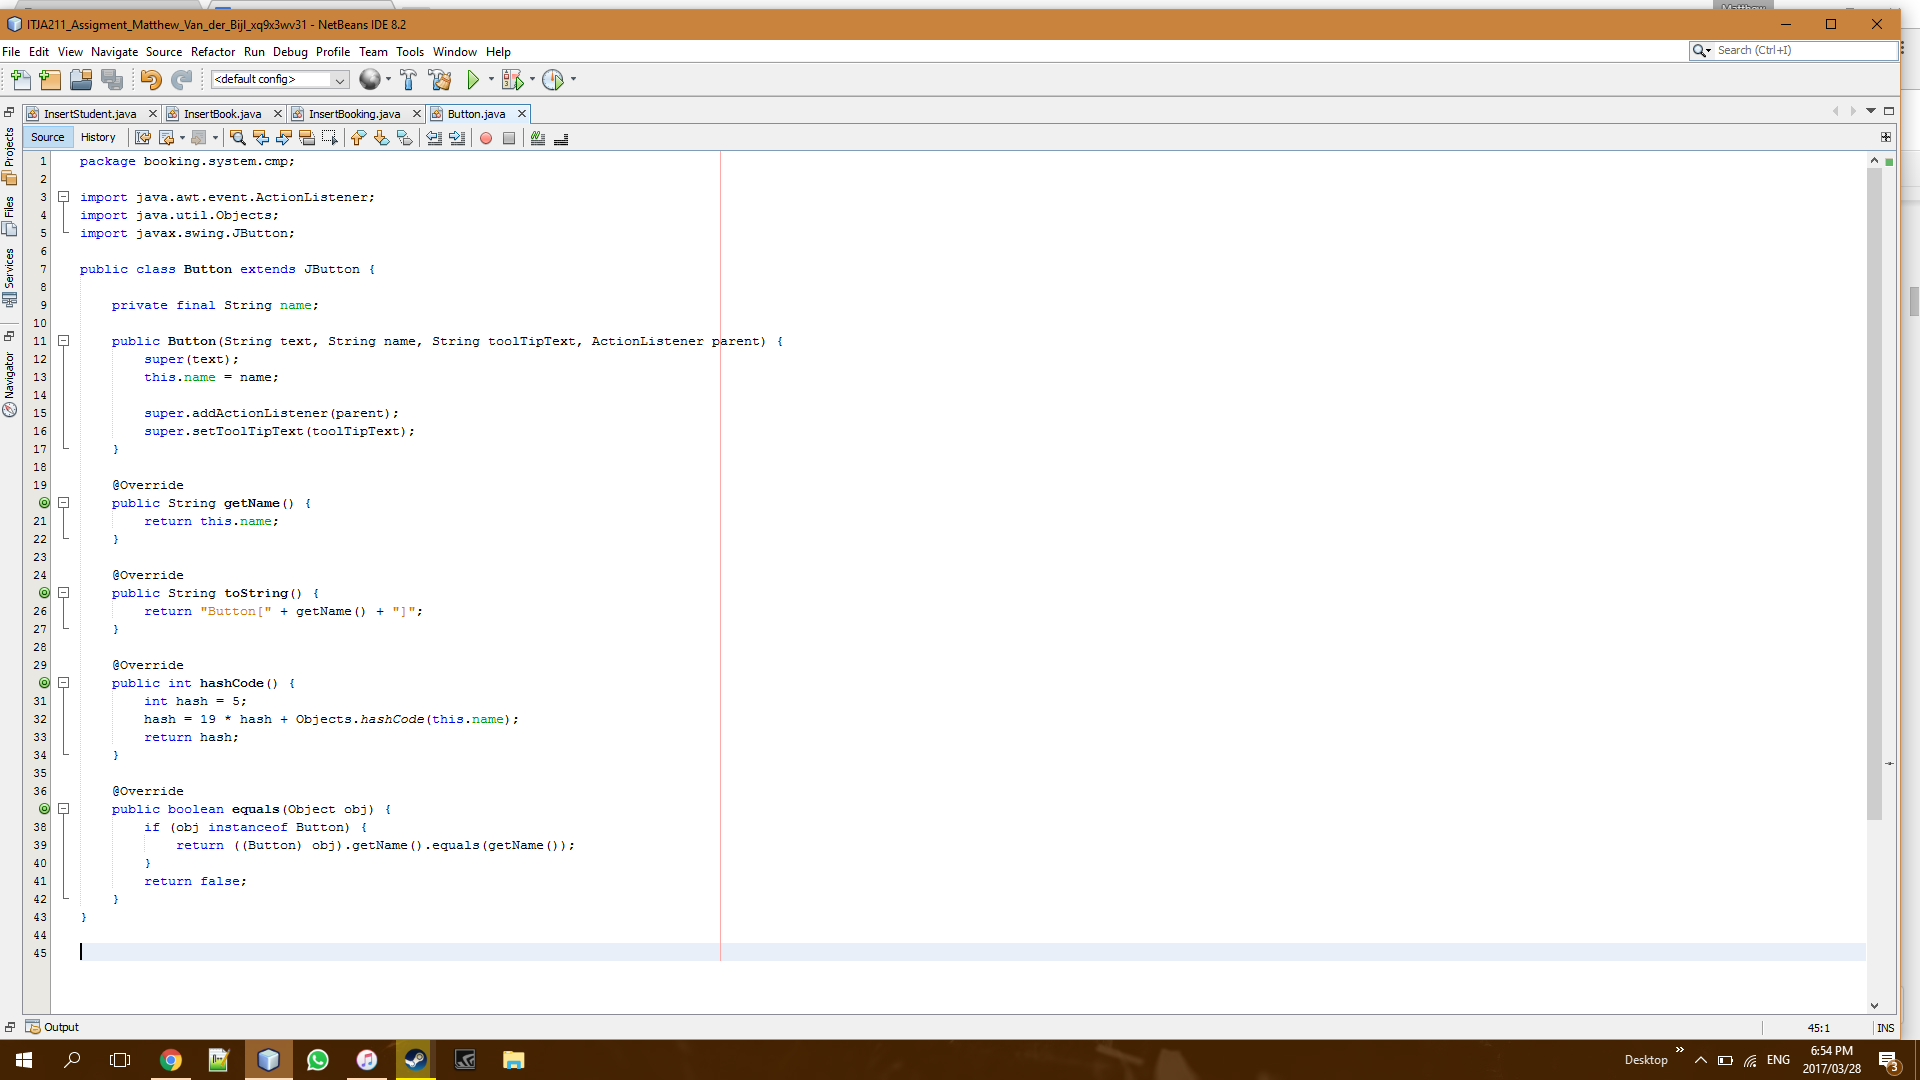 Matthew
ITJA211_Assigment_Matthew_Van_der_Bijl_xq9x3wv31 - NetBeans IDE 8.2
File Edit View Navigate Source Refactor Run Debug Profile Team Tools Window Help
Search (Ctrl+I)
<default config>
InsertStudent.java InsertBook.java InsertBooking.java Button.java
Source History
Projects
Files
Services
Navigator
1 package booking.system.cmp;
2
3 import java.awt.event.ActionListener;
4 import java.util.Objects;
5 import javax.swing.JButton;
6
7 public class Button extends JButton {
8
9 private final String name;
10
11 public Button(String text, String name, String toolTipText, ActionListener parent) {
12 super(text);
13 this.name = name;
14
15 super.addActionListener(parent);
16 super.setToolTipText(toolTipText);
17 }
18
19 @Override
public String getName() {
21 return this.name;
22 }
23
24 @Override
public String toString() {
26 return "Button[" + getName() + "]";
27 }
28
29 @Override
public int hashCode() {
31 int hash = 5;
32 hash = 19 * hash + Objects.hashCode(this.name);
33 return hash;
34 }
35
36 @Override
public boolean equals(Object obj) {
38 if (obj instanceof Button) {
39 return ((Button) obj).getName().equals(getName());
40 }
41 return false;
42 }
43 }
44
45
Output
45:1 INS
Desktop » ENG 6:54 PM
2017/03/28
3